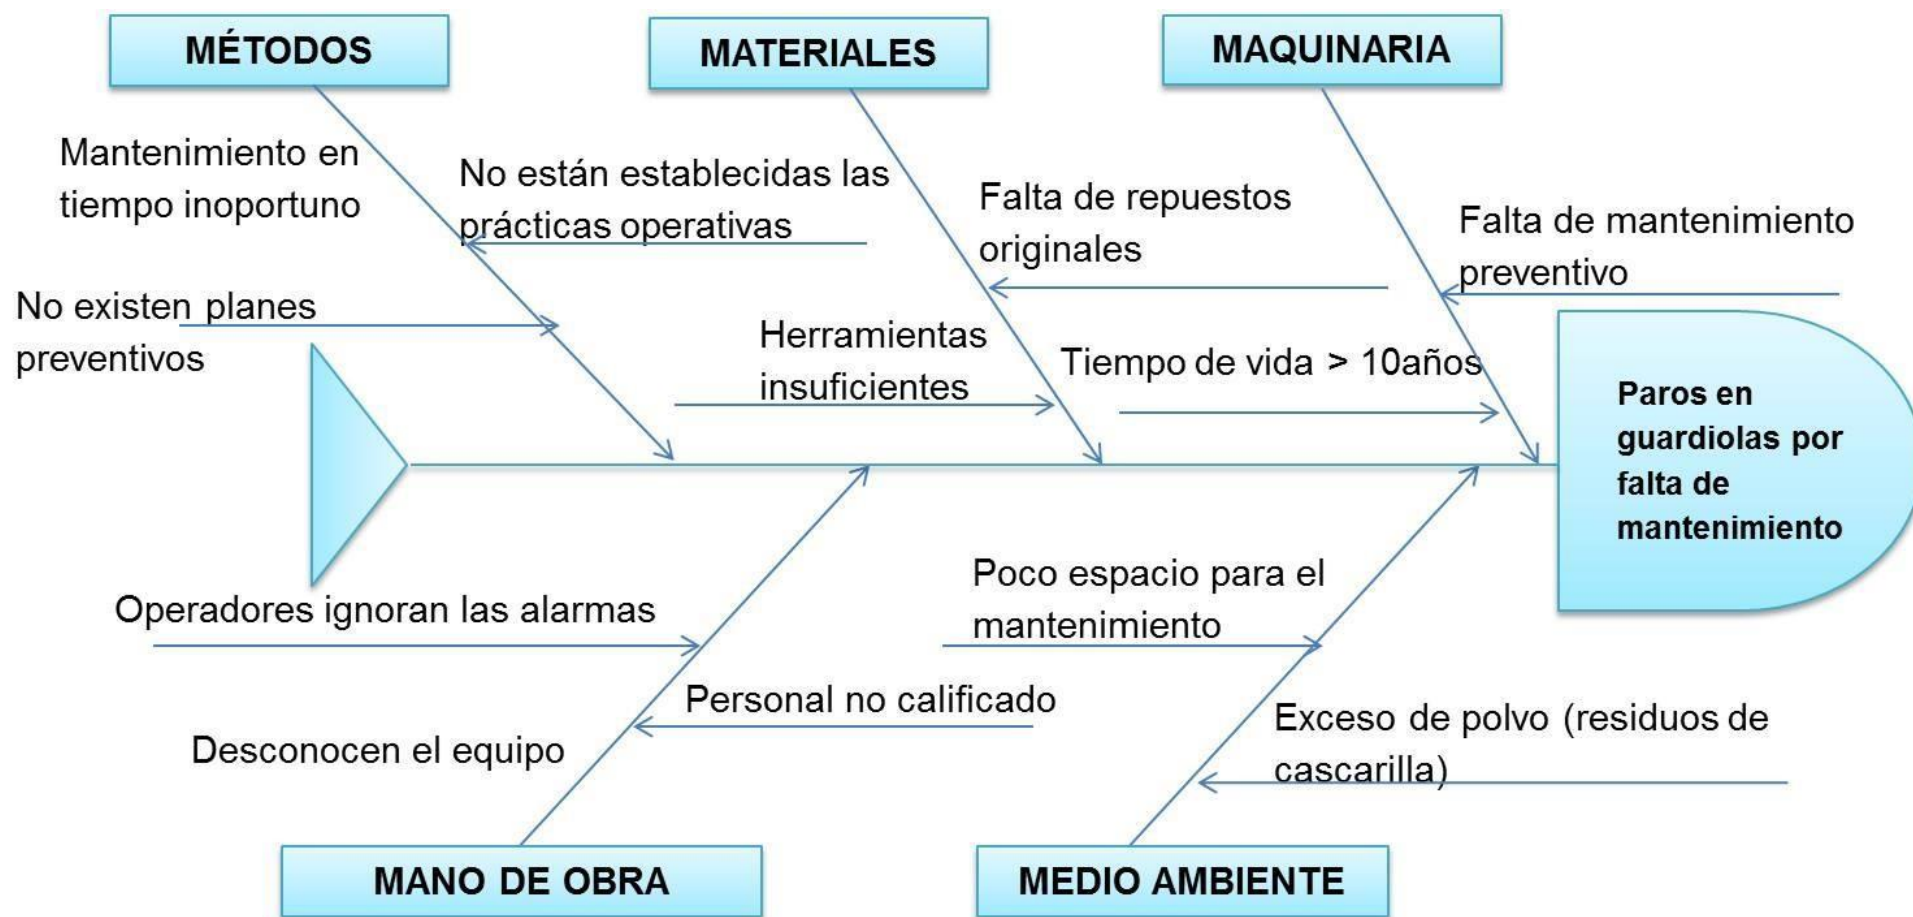 MÉTODOS
MATERIALES
MAQUINARIA
Mantenimiento en
tiempo inoportuno
No están establecidas las
prácticas operativas
Falta de repuestos
originales
Falta de mantenimiento
preventivo
No existen planes
preventivos
Herramientas
insuficientes
Tiempo de vida > 10años
Paros en
guardiolas por
falta de
mantenimiento
Operadores ignoran las alarmas
Poco espacio para el
mantenimiento
Personal no calificado
Desconocen el equipo
Exceso de polvo (residuos de
cascarilla)
MANO DE OBRA
MEDIO AMBIENTE